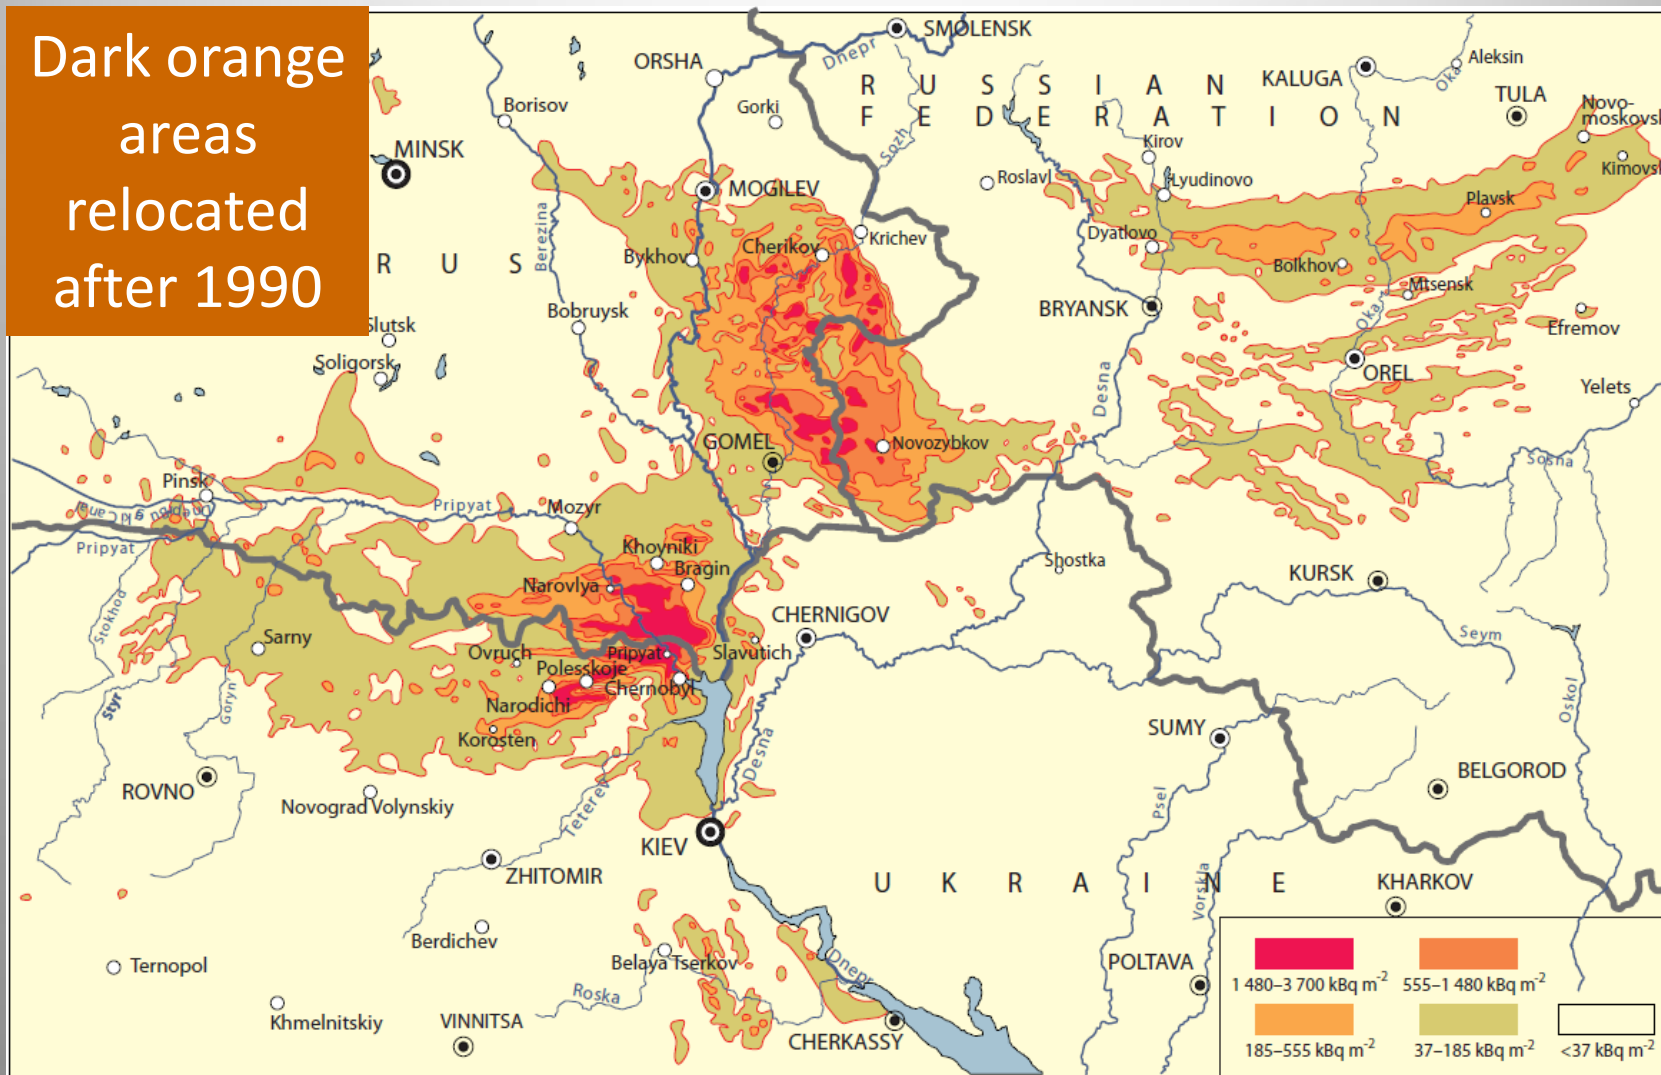 Dark orange
areas
relocated
after 1990
SMOLENSK
Dnepr
ORSHA
R U S S I A N
F E D E R A T I O N
KALUGA
Aleksin
Oka
TULA
Novo-
moskovsk
Kimovsk
Borisov
Gorki
Sozh
Kirov
MINSK
MOGILEV
Roslavl
Lyudinovo
Plavsk
Berezina
Krichev
Dyatlovo
Cherikov
Bykhov
R U S
Bolkhov
Mtsensk
BRYANSK
Oka
Efremov
Bobruysk
Slutsk
Soligorsk
OREL
Desna
Yelets
GOMEL
Novozybkov
Sosna
Pinsk
Pripyat
Mozyr
Pripyat
Khoyniki
Bragin
Shostka
KURSK
Narovlya
Stokhod
CHERNIGOV
Seym
Sarny
Ovruch
Pripyat
Slavutich
Polesskoje
Chernobyl
Goryn
Styr
Narodichi
Oskol
Korosten
SUMY
Desna
ROVNO
BELGOROD
Novograd Volynskiy
Teterev
Psel
KIEV
ZHITOMIR
U K R A I N E
Vorskla
KHARKOV
Berdichev
Ternopol
Belaya Tserkov
Dnepr
POLTAVA
Roska
Khmelnitskiy
VINNITSA
CHERKASSY
1 480–3 700 kBq m-2
555–1 480 kBq m-2
185–555 kBq m-2
37–185 kBq m-2
<37 kBq m-2